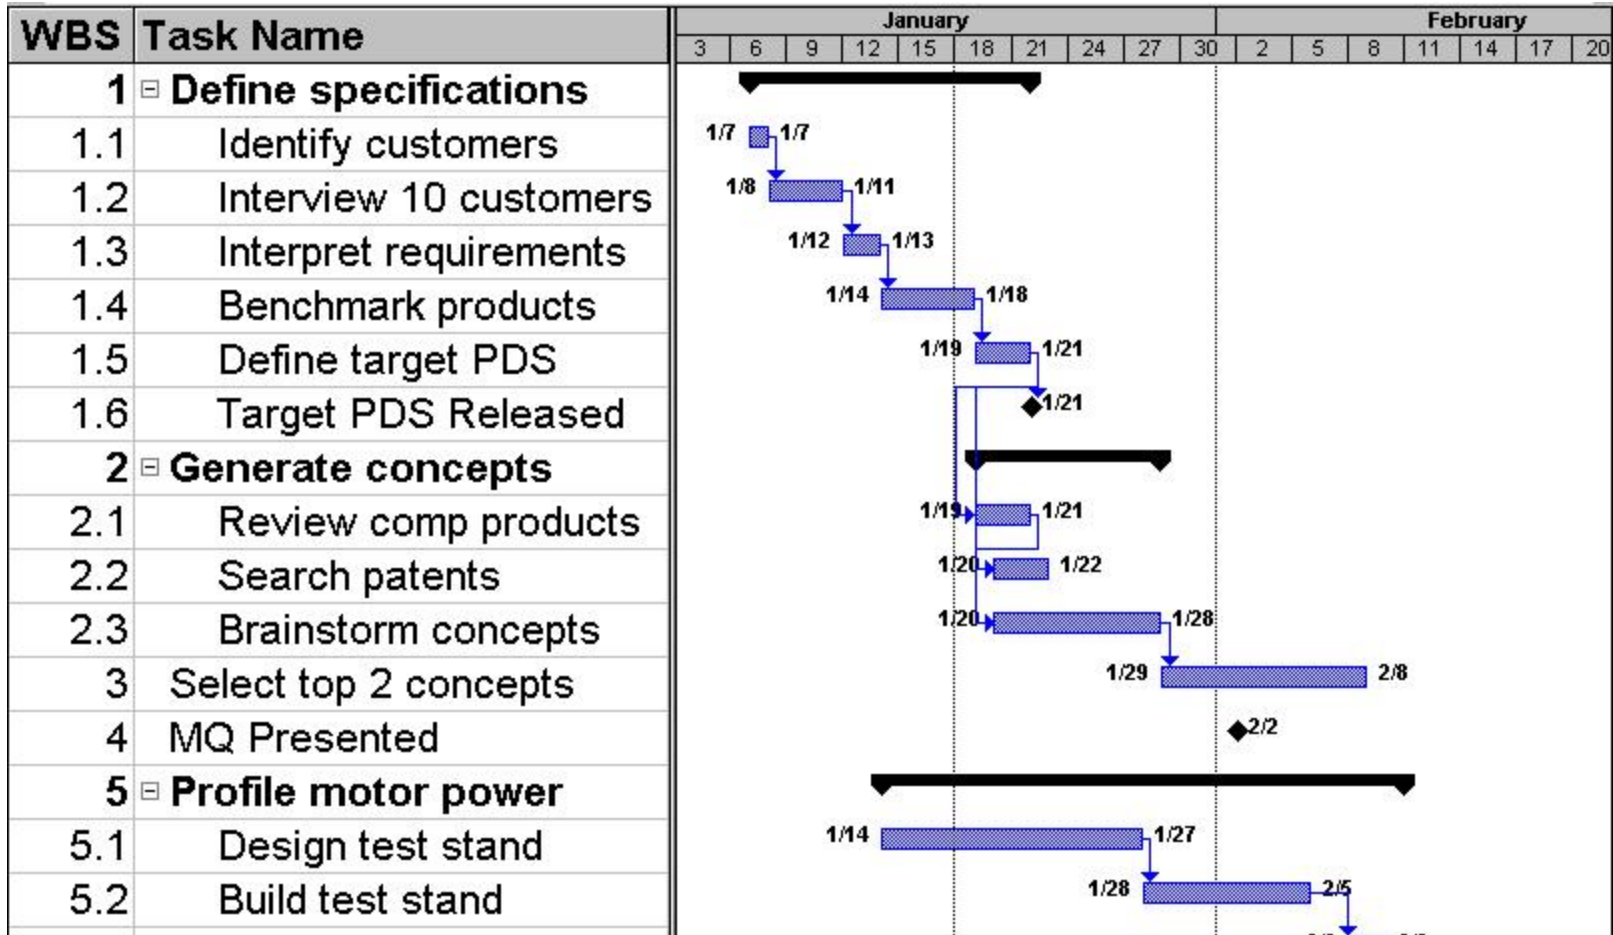 WBS Task Name January February
3 6 9 12 15 18 21 24 27 30 2 5 8 11 14 17 20
1 Define specifications
1.1 Identify customers 1/7 1/7
1.2 Interview 10 customers 1/8 1/11
1.3 Interpret requirements 1/12 1/13
1.4 Benchmark products 1/14 1/18
1.5 Define target PDS 1/19 1/21
1.6 Target PDS Released 1/21
2 Generate concepts
2.1 Review comp products 1/19 1/21
2.2 Search patents 1/20 1/22
2.3 Brainstorm concepts 1/20 1/28
3 Select top 2 concepts 1/29 2/8
4 MQ Presented 2/2
5 Profile motor power
5.1 Design test stand 1/14 1/27
5.2 Build test stand 1/28 2/5